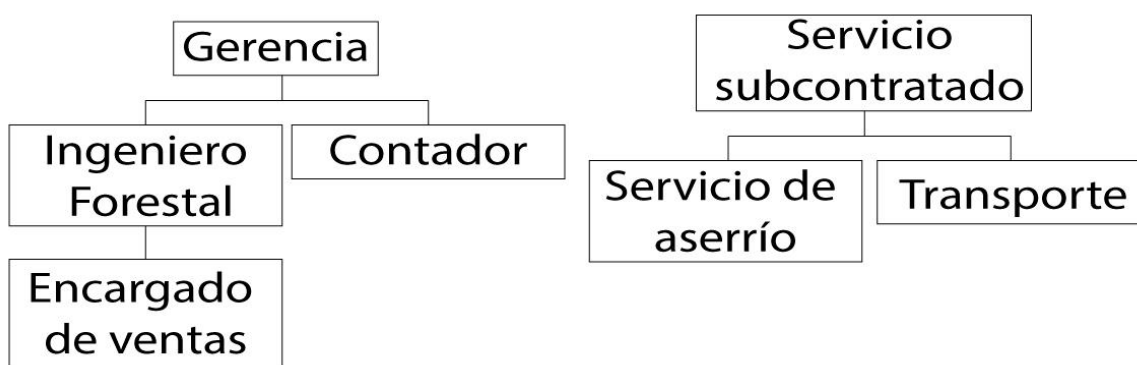 Gerencia
Ingeniero
Forestal
Contador
Encargado
de ventas
Servicio
subcontratado
Servicio de
aserrío
Transporte